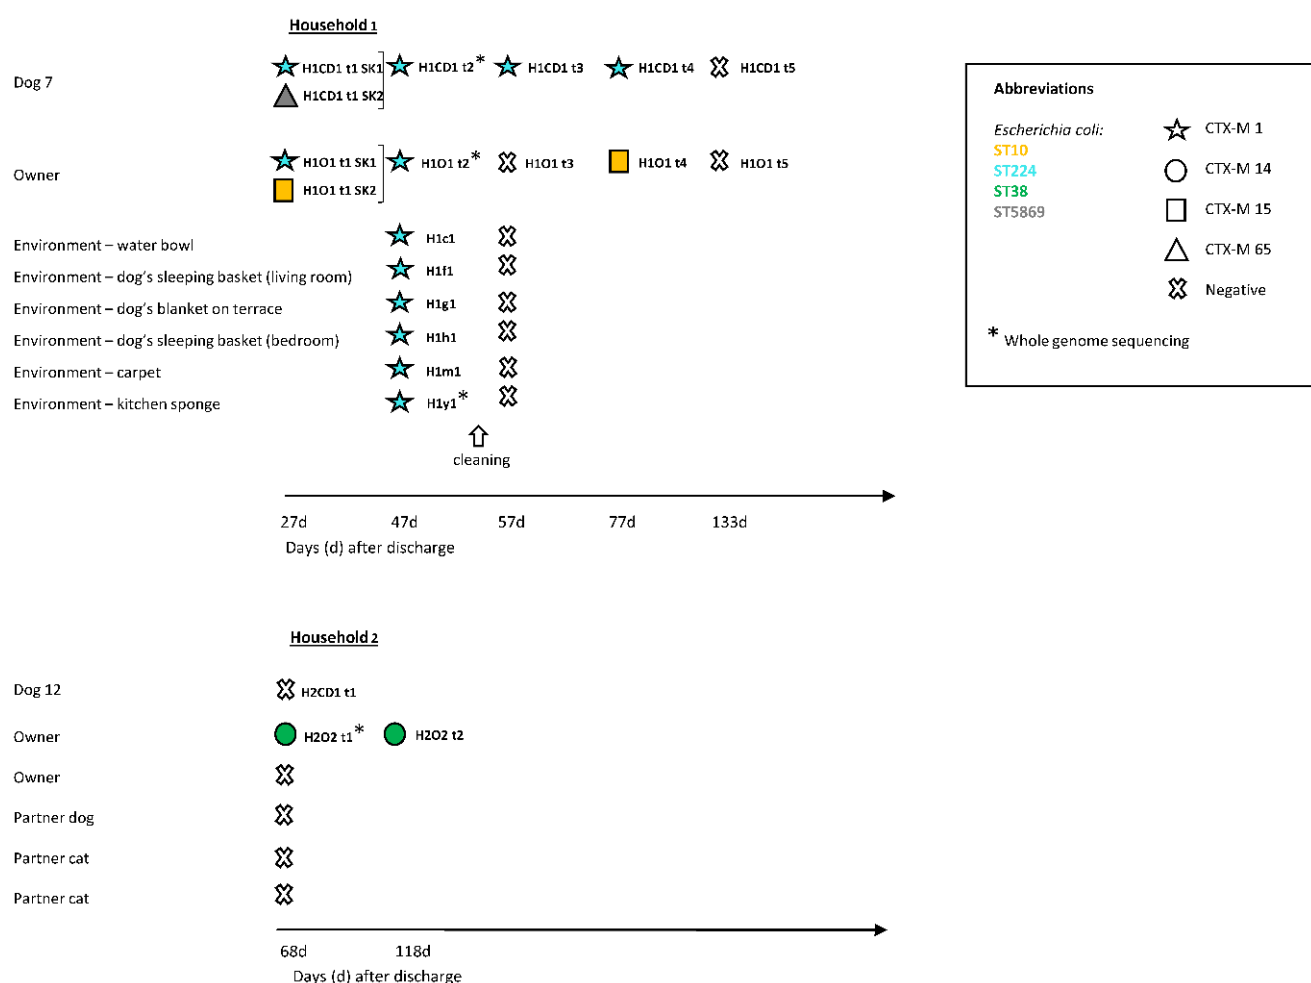 Household 1
Dog 7
H1CD1 t1 SK1 H1CD1 t2* H1CD1 t3 H1CD1 t4 H1CD1 t5
H1CD1 t1 SK2
Owner
H1O1 t1 SK1 H1O1 t2* H1O1 t3 H1O1 t4 H1O1 t5
H1O1 t1 SK2
Environment – water bowl H1c1
Environment – dog's sleeping basket (living room) H1f1
Environment – dog's blanket on terrace H1g1
Environment – dog's sleeping basket (bedroom) H1h1
Environment – carpet H1m1
Environment – kitchen sponge H1y1*
cleaning
27d 47d 57d 77d 133d
Days (d) after discharge
Abbreviations
Escherichia coli:
ST10
ST224
ST38
ST5869
CTX-M 1
CTX-M 14
CTX-M 15
CTX-M 65
Negative
* Whole genome sequencing
Household 2
Dog 12 H2CD1 t1
Owner H2O2 t1* H2O2 t2
Owner
Partner dog
Partner cat
Partner cat
68d 118d
Days (d) after discharge